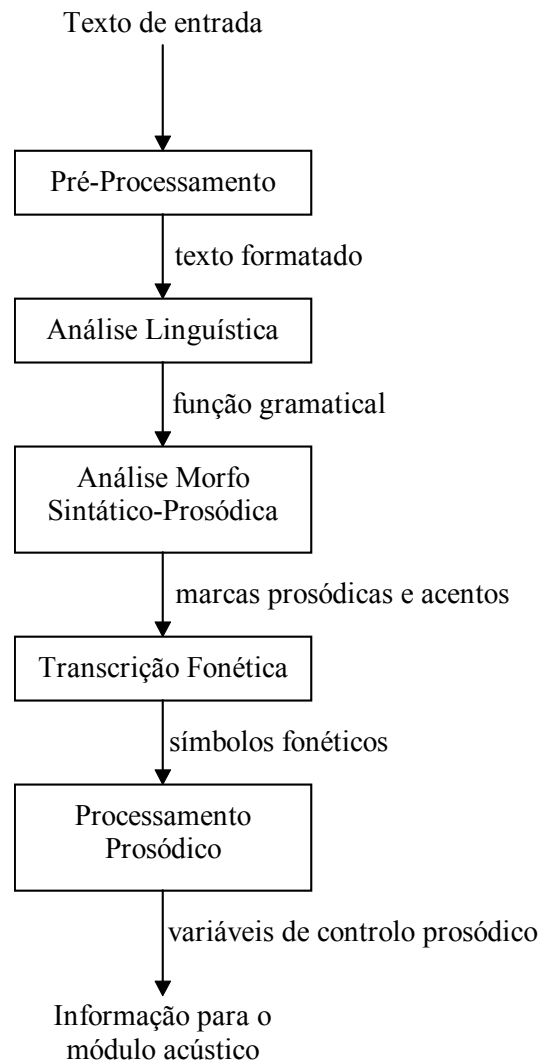 Texto de entrada
Pré-Processamento
texto formatado
Análise Linguística
função gramatical
Análise Morfo
Sintático-Prosódica
marcas prosódicas e acentos
Transcrição Fonética
símbolos fonéticos
Processamento
Prosódico
variáveis de controlo prosódico
Informação para o
módulo acústico